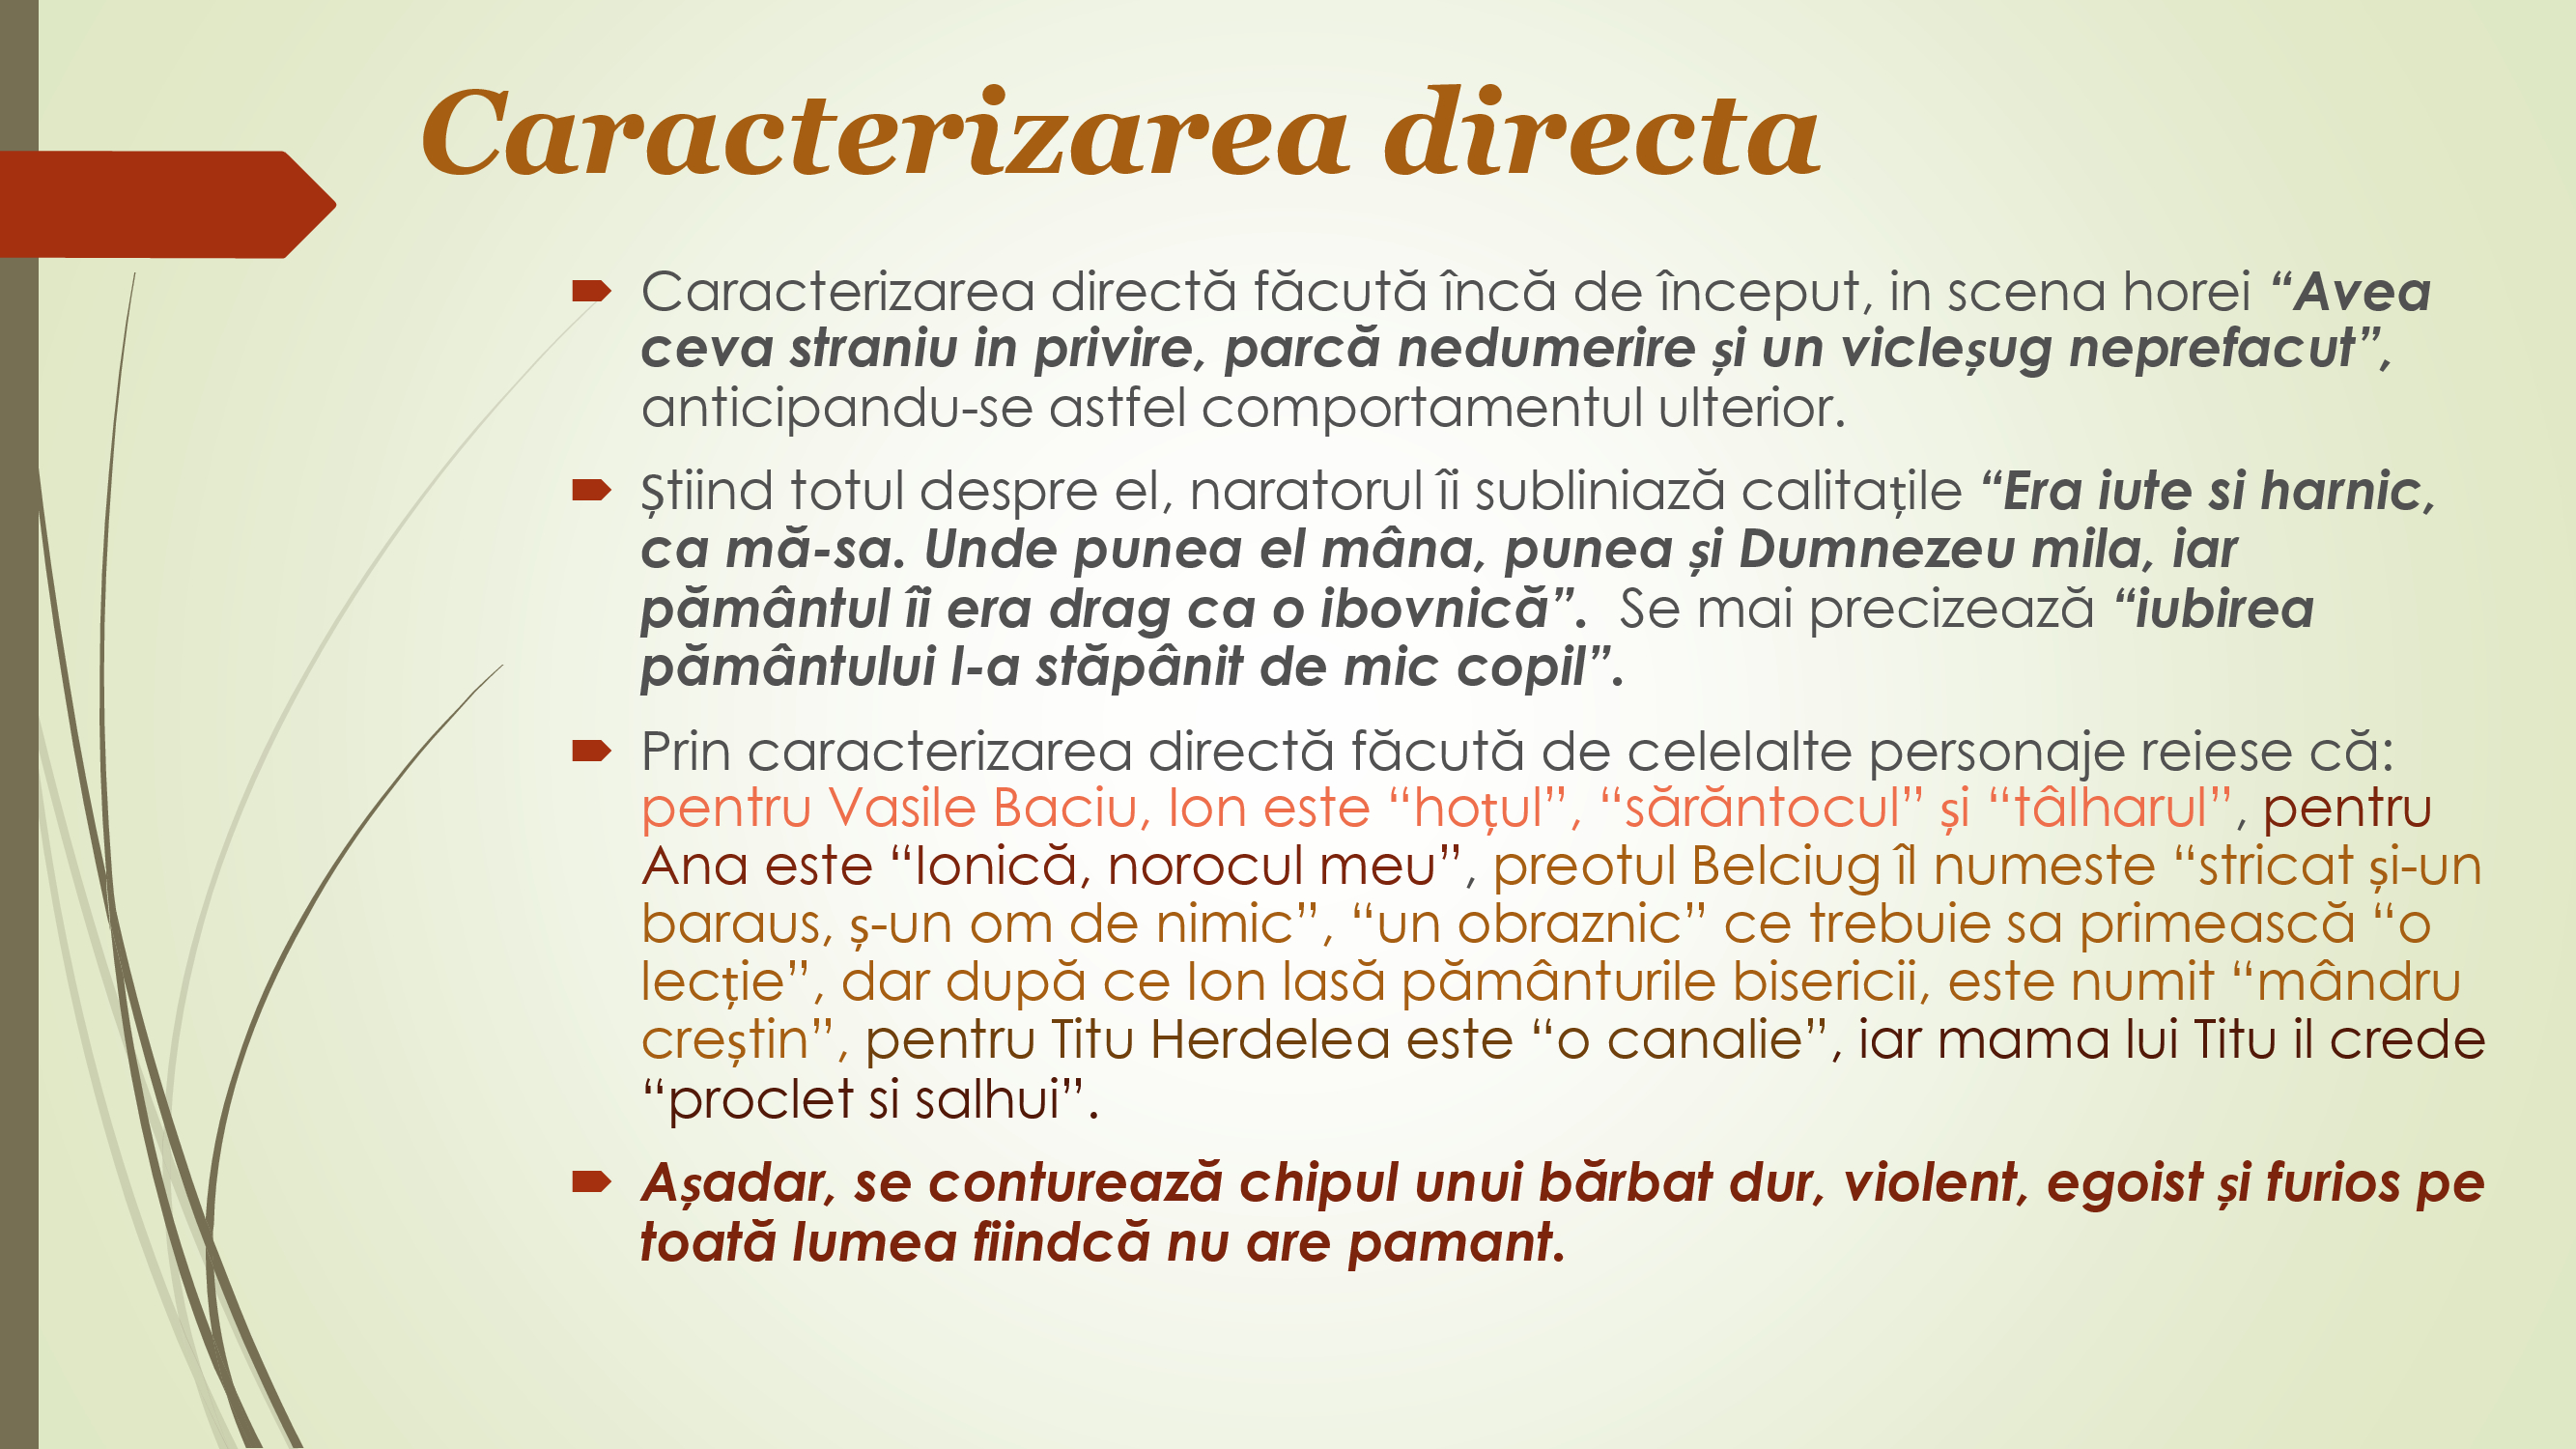 Caracterizarea directa
Caracterizarea directă făcută încă de început, in scena horei “Avea
ceva straniu in privire, parcă nedumerire și un vicleșug neprefacut”,
anticipandu-se astfel comportamentul ulterior.
Știind totul despre el, naratorul îi subliniază calitațile “Era iute si harnic,
ca mă-sa. Unde punea el mâna, punea și Dumnezeu mila, iar
pământul îi era drag ca o ibovnică”. Se mai precizează “iubirea
pământului l-a stăpânit de mic copil”.
Prin caracterizarea directă făcută de celelalte personaje reiese că:
pentru Vasile Baciu, Ion este “hoțul”, “sărăntocul” și “tâlharul”, pentru
Ana este “Ionică, norocul meu”, preotul Belciug îl numeste “stricat și-un
baraus, ș-un om de nimic”, “un obraznic” ce trebuie sa primească “o
lecție”, dar după ce Ion lasă pământurile bisericii, este numit “mândru
creștin”, pentru Titu Herdelea este “o canalie”, iar mama lui Titu il crede
“proclet si salhui”.
Așadar, se conturează chipul unui bărbat dur, violent, egoist și furios pe
toată lumea fiindcă nu are pamant.